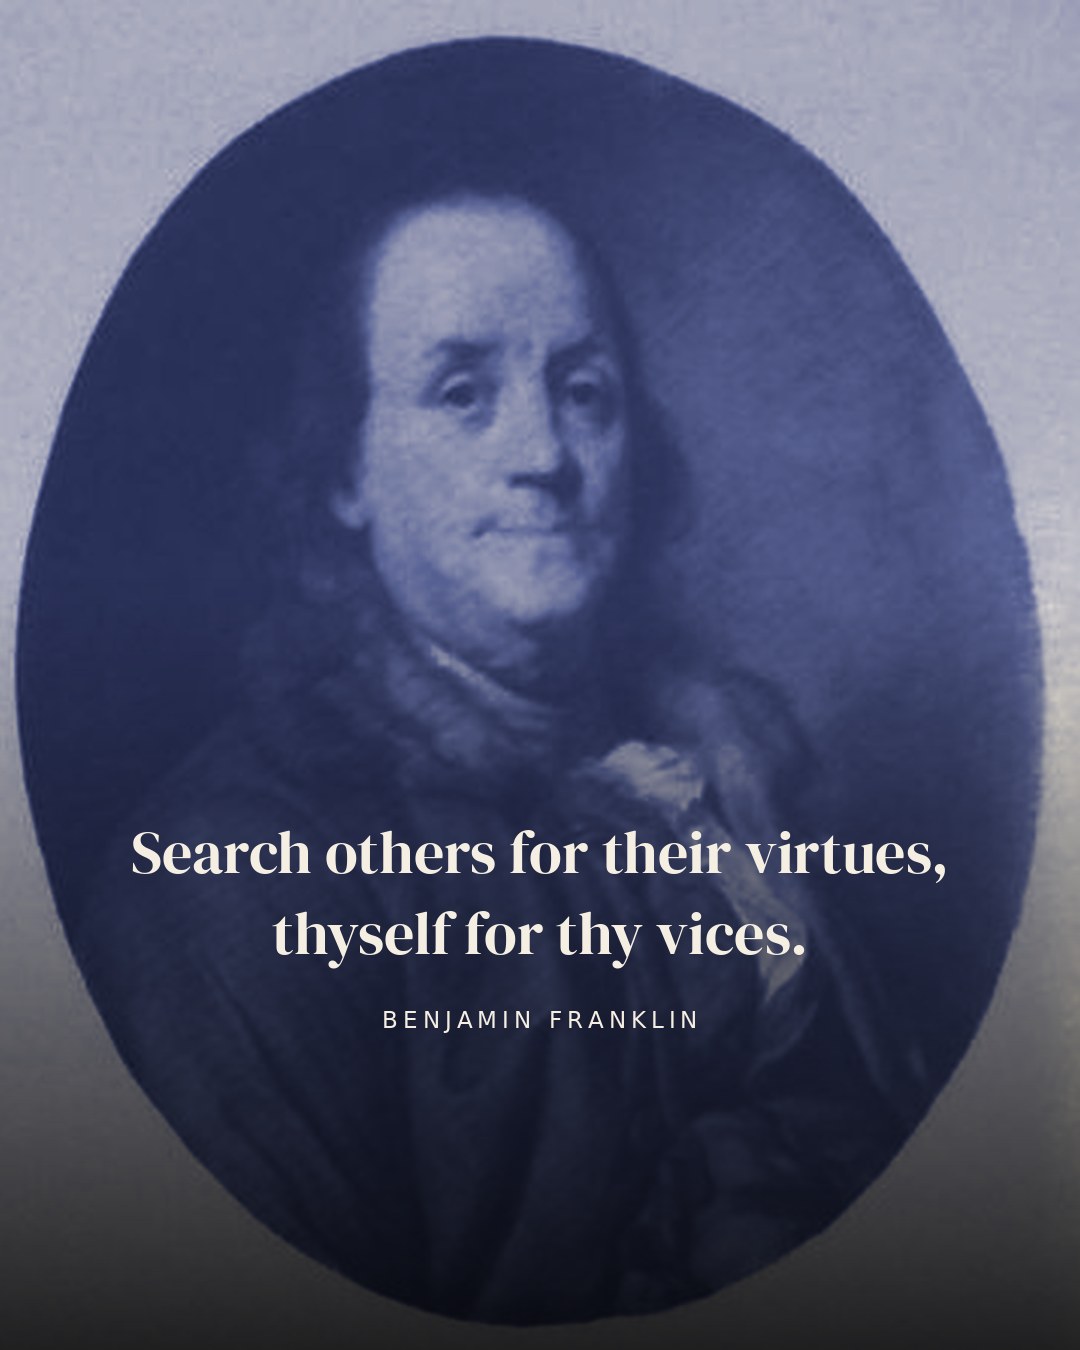 Search others for their virtues,
thyself for thy vices.
BENJAMIN FRANKLIN